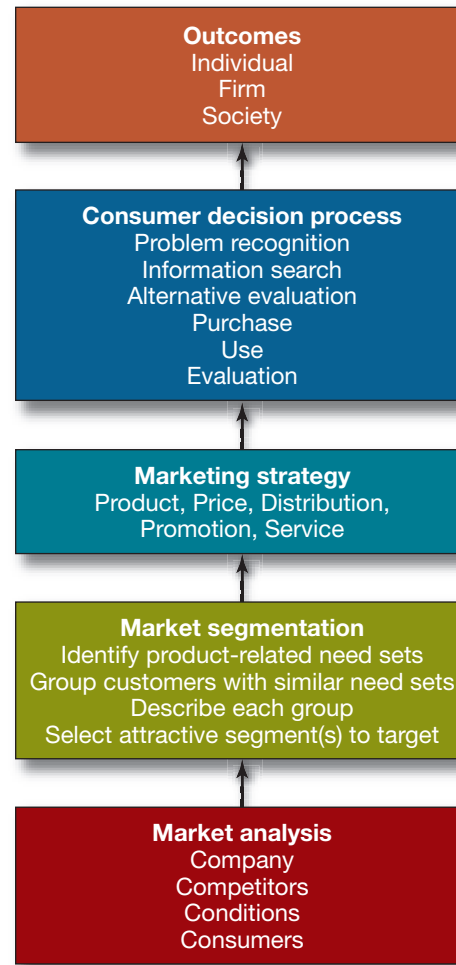 Outcomes
Individual
Firm
Society
Consumer decision process
Problem recognition
Information search
Alternative evaluation
Purchase
Use
Evaluation
Marketing strategy
Product, Price, Distribution,
Promotion, Service
Market segmentation
Identify product-related need sets
Group customers with similar need sets
Describe each group
Select attractive segment(s) to target
Market analysis
Company
Competitors
Conditions
Consumers